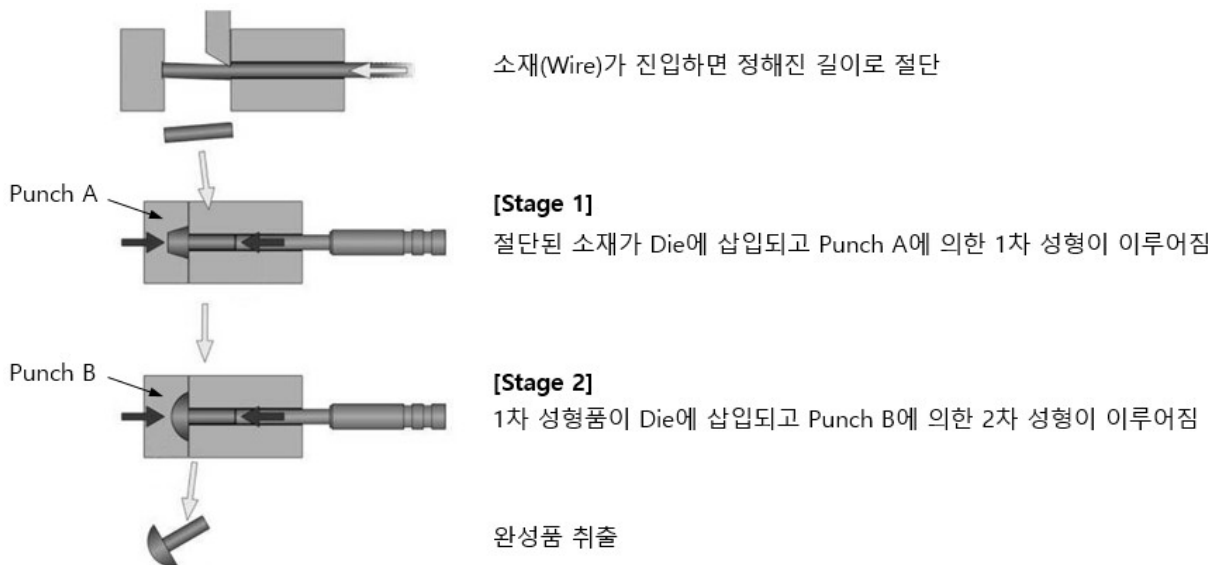 소재(Wire)가 진입하면 정해진 길이로 절단
Punch A
[Stage 1]
절단된 소재가 Die에 삽입되고 Punch A에 의한 1차 성형이 이루어짐
Punch B
[Stage 2]
1차 성형품이 Die에 삽입되고 Punch B에 의한 2차 성형이 이루어짐
완성품 취출